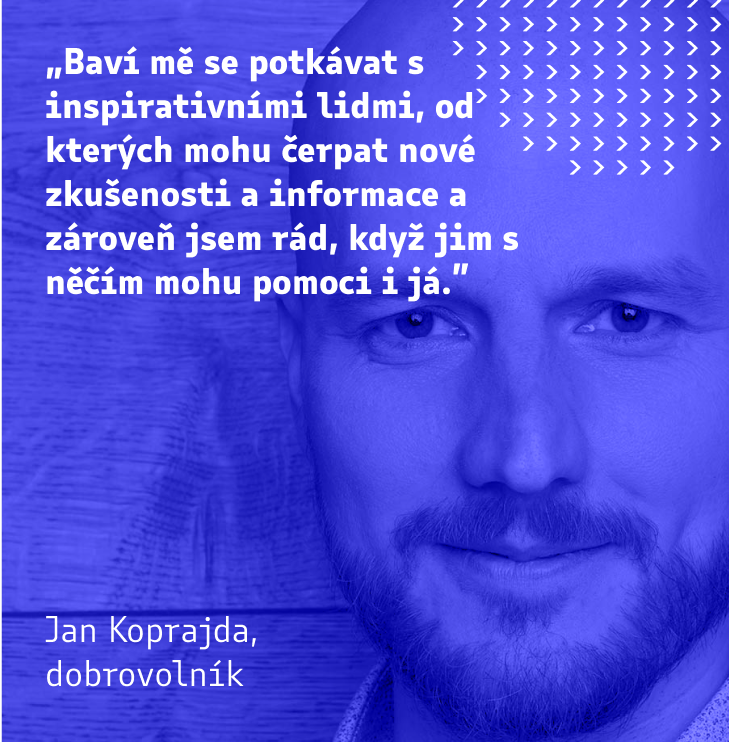 „Baví mě se potkávat s
inspirativními lidmi, od
kterých mohu čerpat nové
zkušenosti a informace a
zároveň jsem rád, když jim s
něčím mohu pomoci i já.”
Jan Koprajda,
dobrovolník